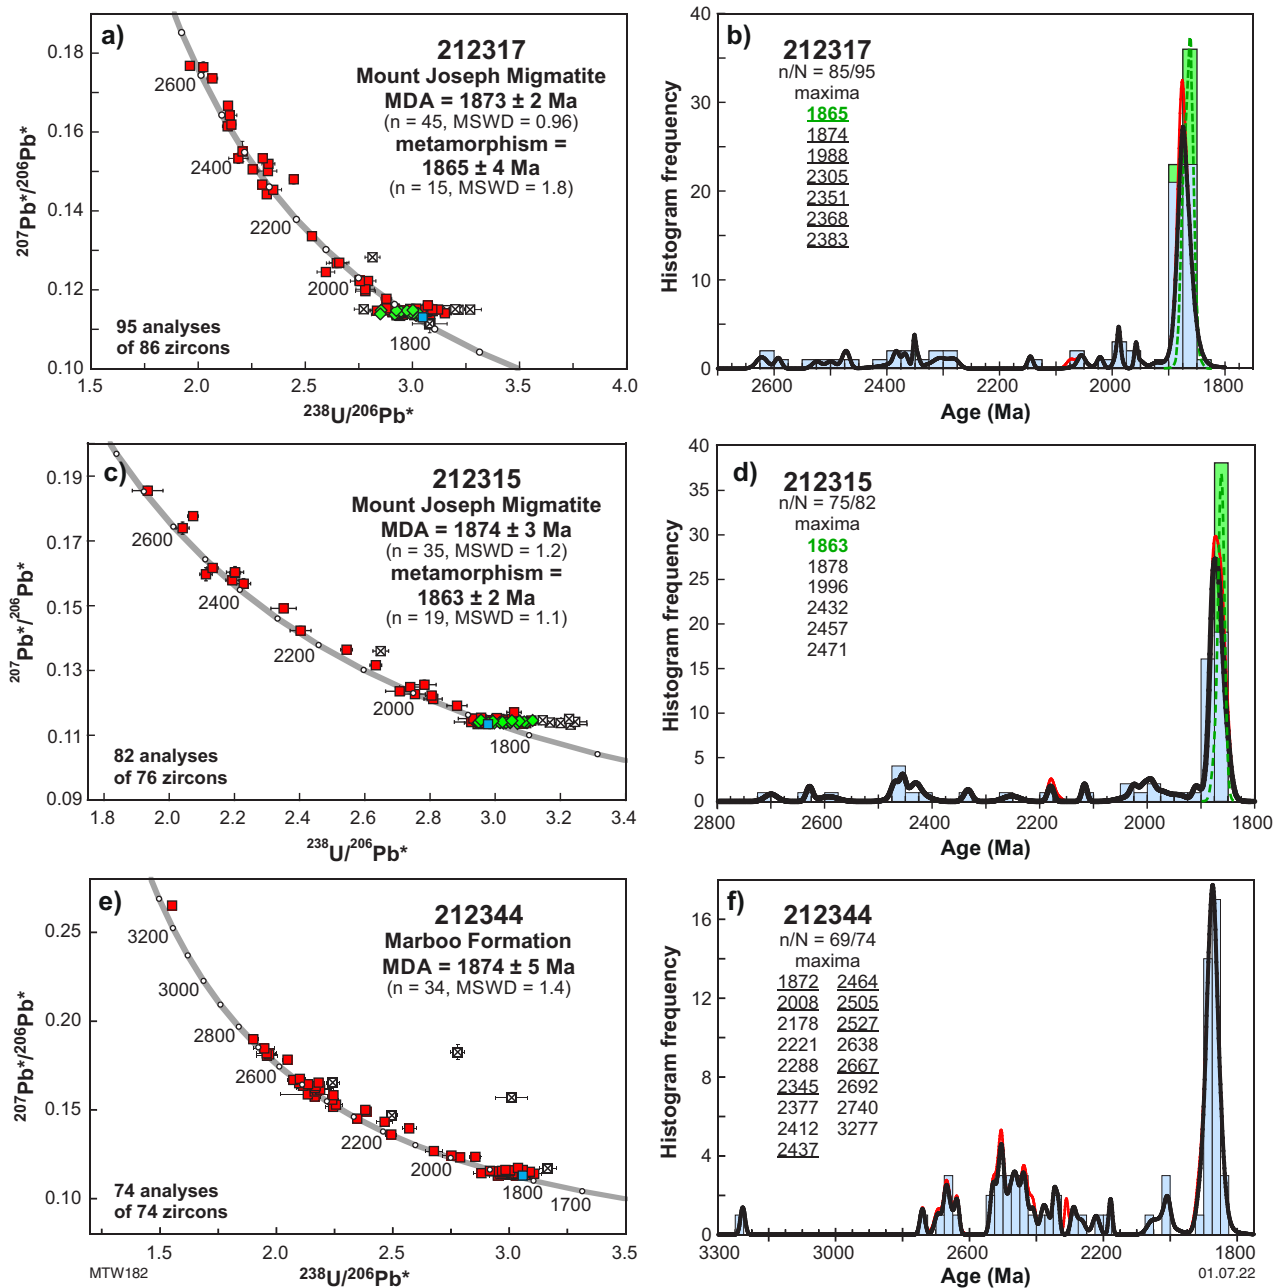 a)
212317
Mount Joseph Migmatite
MDA = 1873 ± 2 Ma
(n = 45, MSWD = 0.96)
metamorphism =
1865 ± 4 Ma
(n = 15, MSWD = 1.8)
0.18
0.16
0.14
0.12
0.10
207Pb*/206Pb*
2600
2400
2200
2000
1800
95 analyses
of 86 zircons
1.5 2.0 2.5 3.0 3.5 4.0
238U/206Pb*
b)
212317
n/N = 85/95
maxima
1865
1874
1988
2305
2351
2368
2383
40
30
20
10
0
Histogram frequency
2600 2400 2200 2000 1800
Age (Ma)
c)
212315
Mount Joseph Migmatite
MDA = 1874 ± 3 Ma
(n = 35, MSWD = 1.2)
metamorphism =
1863 ± 2 Ma
(n = 19, MSWD = 1.1)
0.19
0.17
0.15
0.13
0.11
0.09
207Pb*/206Pb*
2600
2400
2200
2000
1800
82 analyses
of 76 zircons
1.8 2.0 2.2 2.4 2.6 2.8 3.0 3.2 3.4
238U/206Pb*
d)
212315
n/N = 75/82
maxima
1863
1878
1996
2432
2457
2471
40
35
30
25
20
15
10
5
0
Histogram frequency
2800 2600 2400 2200 2000 1800
Age (Ma)
e)
212344
Marboo Formation
MDA = 1874 ± 5 Ma
(n = 34, MSWD = 1.4)
0.25
0.20
0.15
0.10
207Pb*/206Pb*
3200
3000
2800
2600
2200
2000
1800
1700
74 analyses
of 74 zircons
1.5 2.0 2.5 3.0 3.5
238U/206Pb*
MTW182
f)
212344
n/N = 69/74
maxima
1872 2464
2008 2505
2178 2527
2221 2638
2288 2667
2345 2692
2377 2740
2412 3277
2437
16
12
8
4
0
Histogram frequency
3300 3000 2600 2200 1800
Age (Ma)
01.07.22